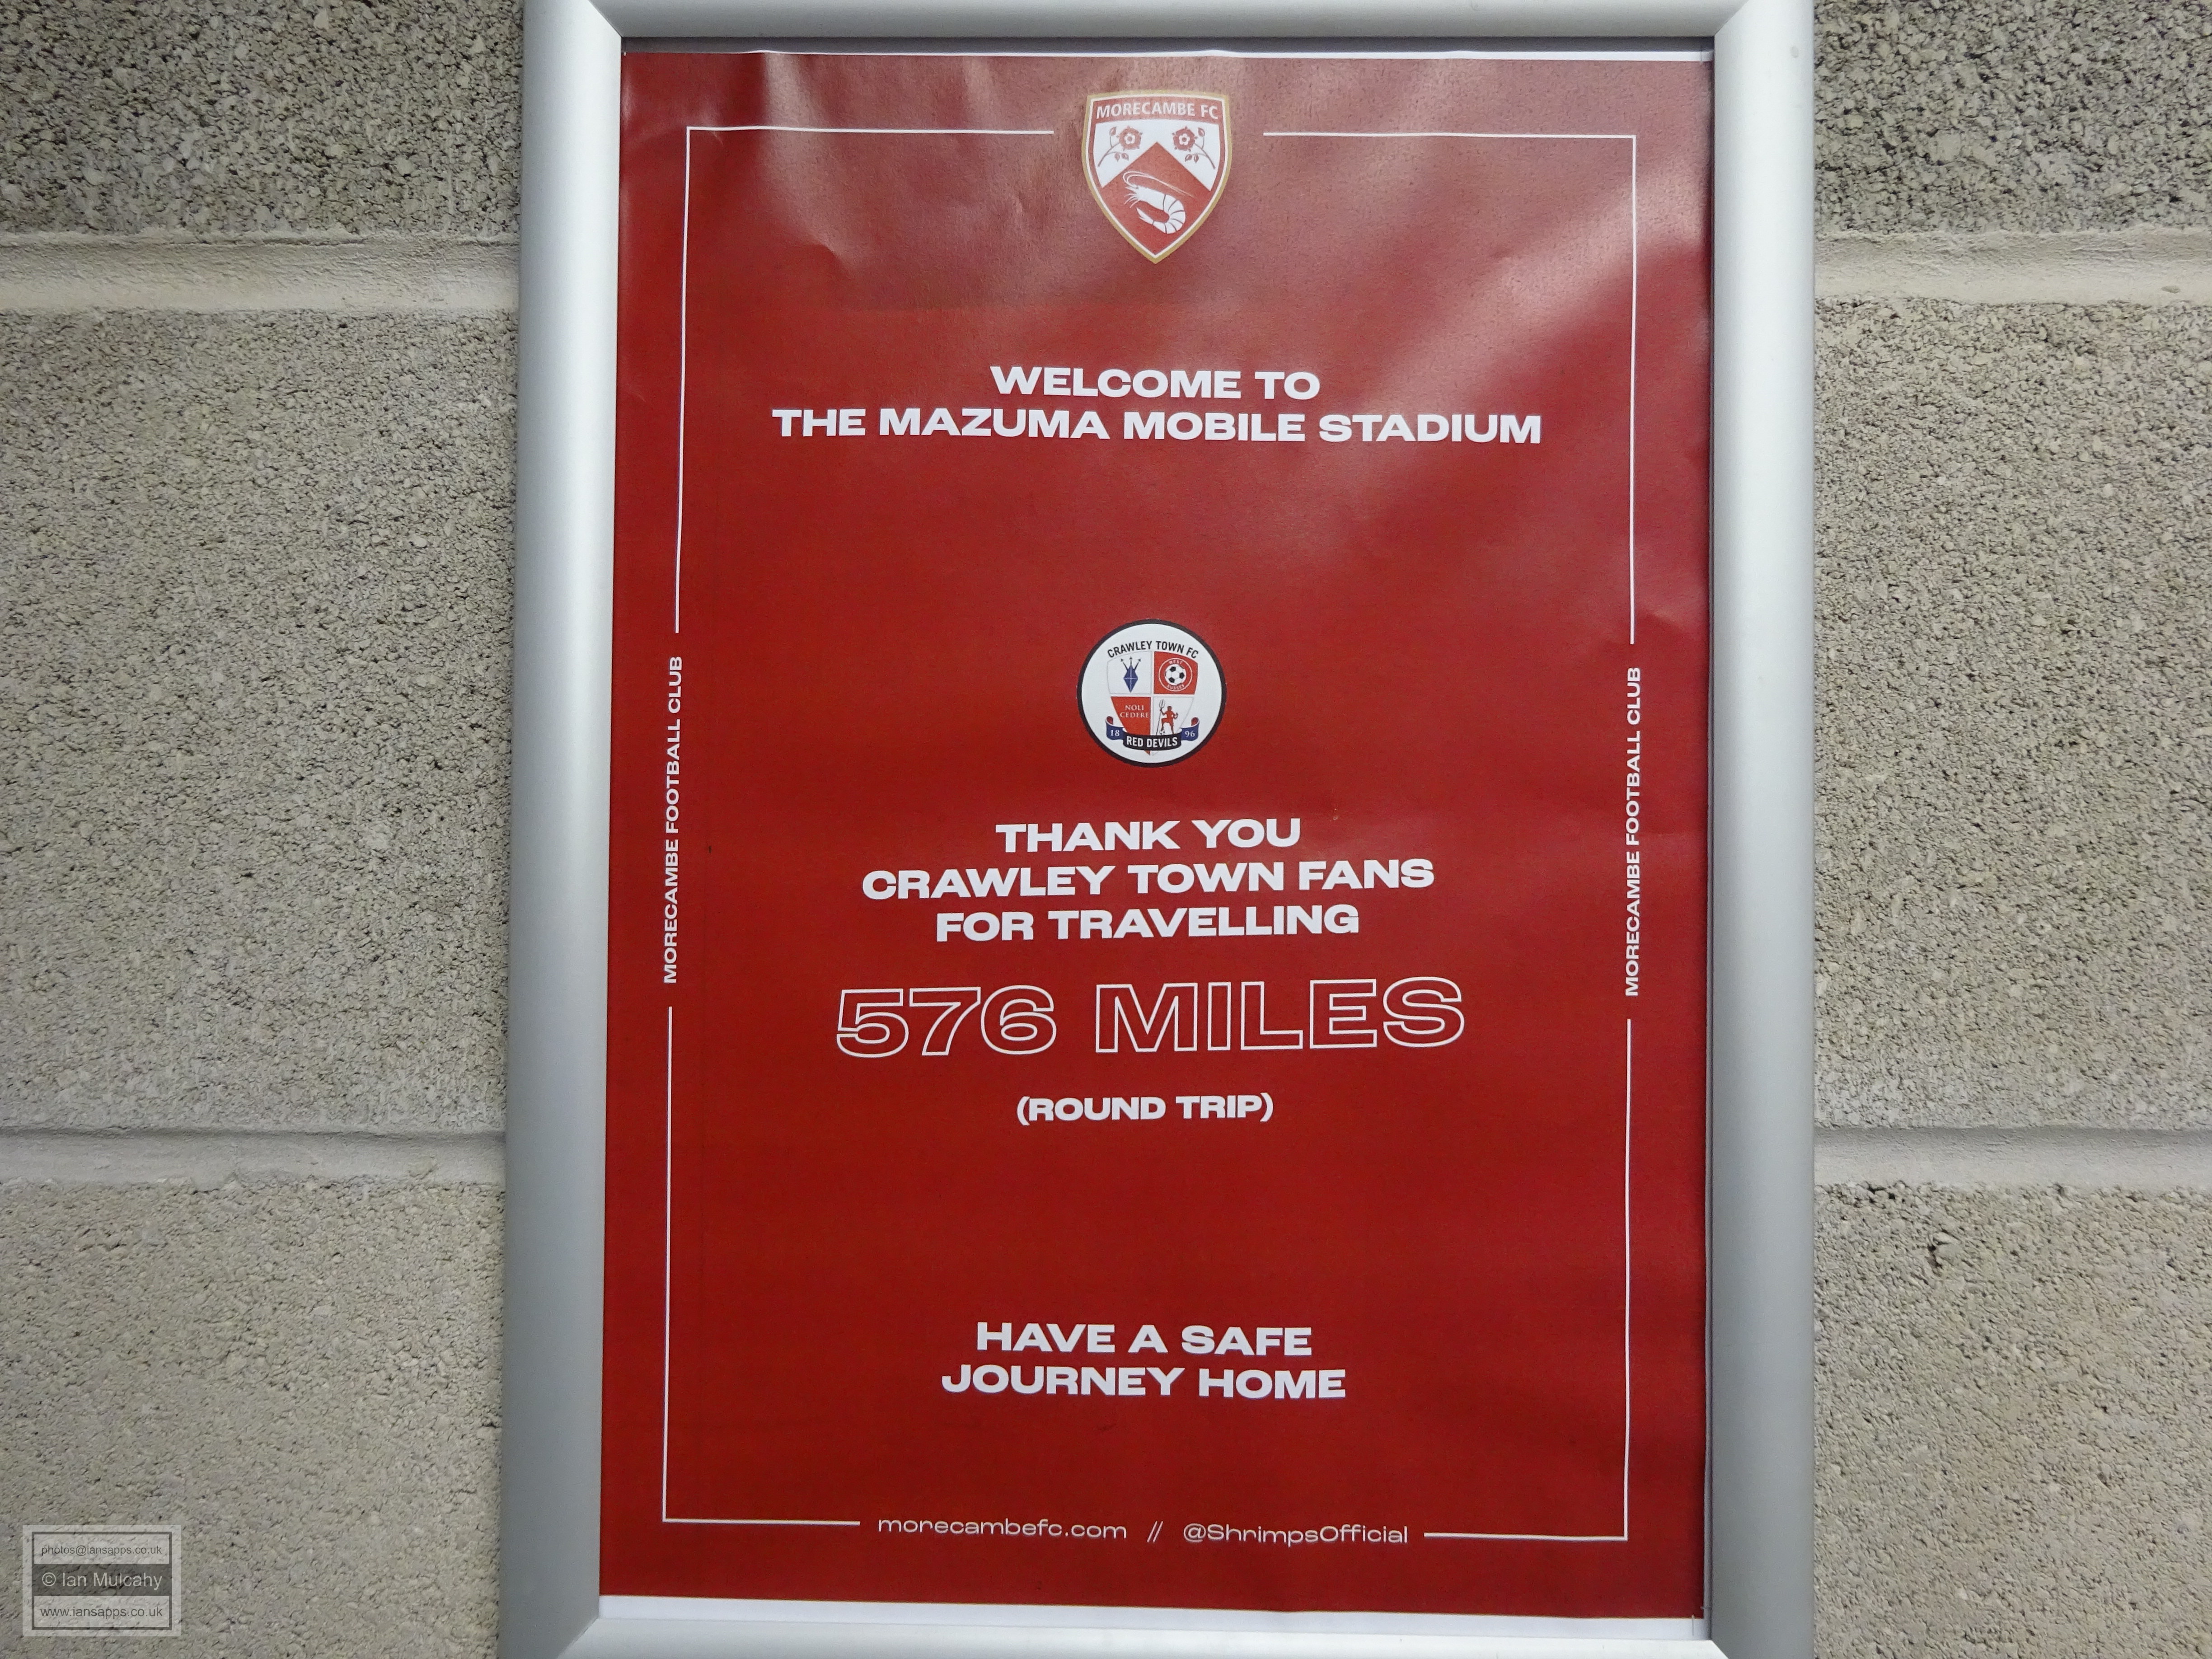 MORECAMBE FC
WELCOME TO
THE MAZUMA MOBILE STADIUM
CRAWLEY TOWN FC
NOLI
CEDERE
18 96
RED DEVILS
MORECAMBE FOOTBALL CLUB
MORECAMBE FOOTBALL CLUB
THANK YOU
CRAWLEY TOWN FANS
FOR TRAVELLING
576 MILES
(ROUND TRIP)
HAVE A SAFE
JOURNEY HOME
morecambefc.com // @ShrimpsOfficial
photos@iansapps.co.uk
© Ian Mulcahy
www.iansapps.co.uk